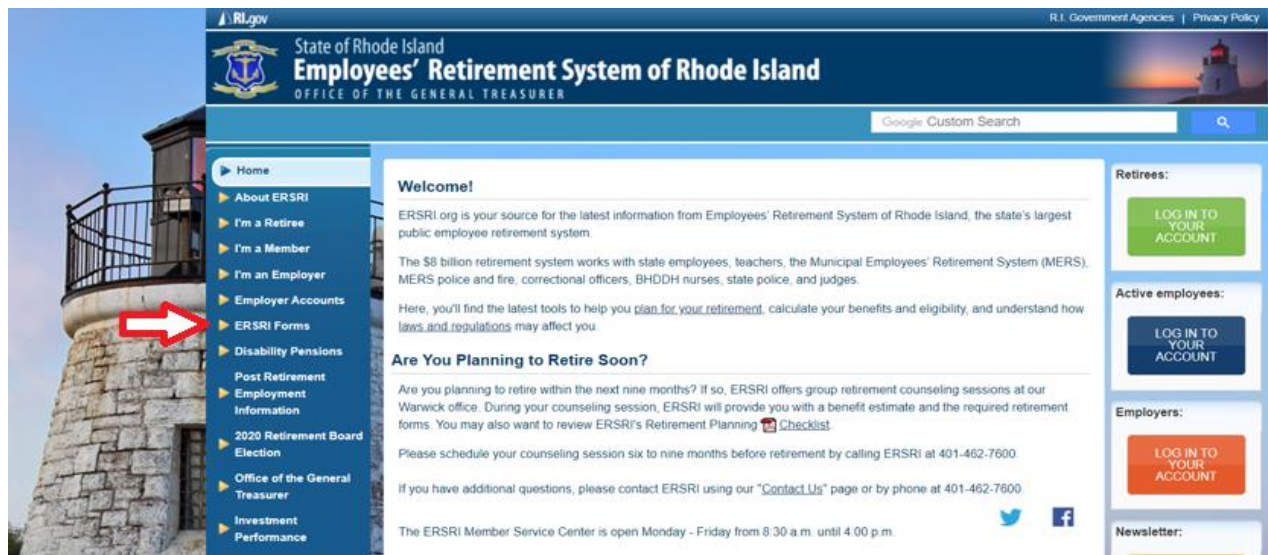 RI.gov
R.I. Government Agencies | Privacy Policy
State of Rhode Island
Employees' Retirement System of Rhode Island
OFFICE OF THE GENERAL TREASURER
Google Custom Search
Home
About ERSRI
I'm a Retiree
I'm a Member
I'm an Employer
Employer Accounts
ERSRI Forms
Disability Pensions
Post Retirement
Employment
Information
2020 Retirement Board
Election
Office of the General
Treasurer
Investment
Performance
Welcome!
ERSRI.org is your source for the latest information from Employees' Retirement System of Rhode Island, the state's largest
public employee retirement system.
The $8 billion retirement system works with state employees, teachers, the Municipal Employees' Retirement System (MERS),
MERS police and fire, correctional officers, BHDDH nurses, state police, and judges.
Here, you'll find the latest tools to help you plan for your retirement, calculate your benefits and eligibility, and understand how
laws and regulations may affect you.
Are You Planning to Retire Soon?
Are you planning to retire within the next nine months? If so, ERSRI offers group retirement counseling sessions at our
Warwick office. During your counseling session, ERSRI will provide you with a benefit estimate and the required retirement
forms. You may also want to review ERSRI's Retirement Planning Checklist.
Please schedule your counseling session six to nine months before retirement by calling ERSRI at 401-462-7600.
If you have additional questions, please contact ERSRI using our "Contact Us" page or by phone at 401-462-7600.
The ERSRI Member Service Center is open Monday - Friday from 8:30 a.m. until 4:00 p.m.
Retirees:
LOG IN TO
YOUR
ACCOUNT
Active employees:
LOG IN TO
YOUR
ACCOUNT
Employers:
LOG IN TO
YOUR
ACCOUNT
Newsletter: